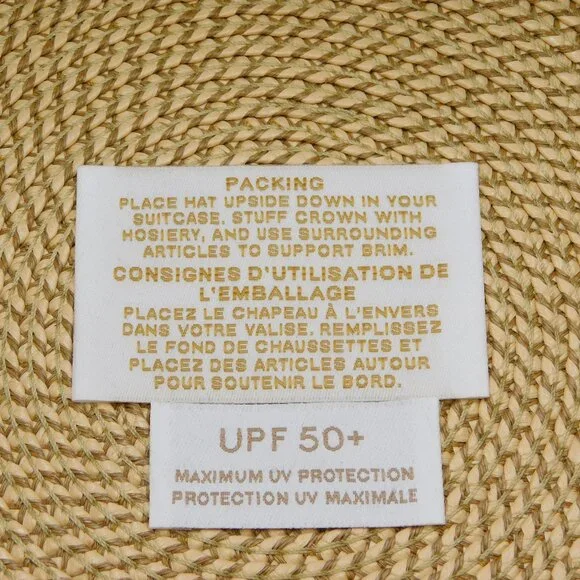 PACKING
PLACE HAT UPSIDE DOWN IN YOUR
SUITCASE. STUFF CROWN WITH
HOSIERY, AND USE SURROUNDING
ARTICLES TO SUPPORT BRIM.
CONSIGNES D'UTILISATION DE
L'EMBALLAGE
PLACEZ LE CHAPEAU À L'ENVERS
DANS VOTRE VALISE. REMPLISSEZ
LE FOND DE CHAUSSETTES ET
PLACEZ DES ARTICLES AUTOUR
POUR SOUTENIR LE BORD.
UPF 50+
MAXIMUM UV PROTECTION
PROTECTION UV MAXIMALE